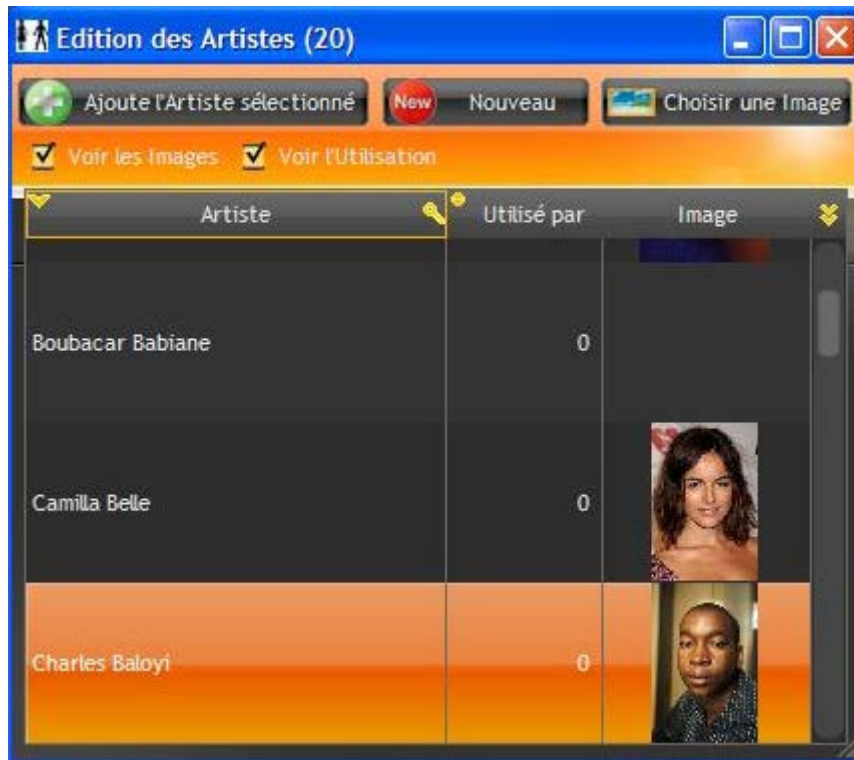 Edition des Artistes (20)
Ajoute l'Artiste sélectionné New Nouveau Choisir une Image
Voir les Images Voir l'Utilisation
Artiste Utilisé par Image
Boubacar Babiane 0
Camilla Belle 0
Charles Baloyi 0